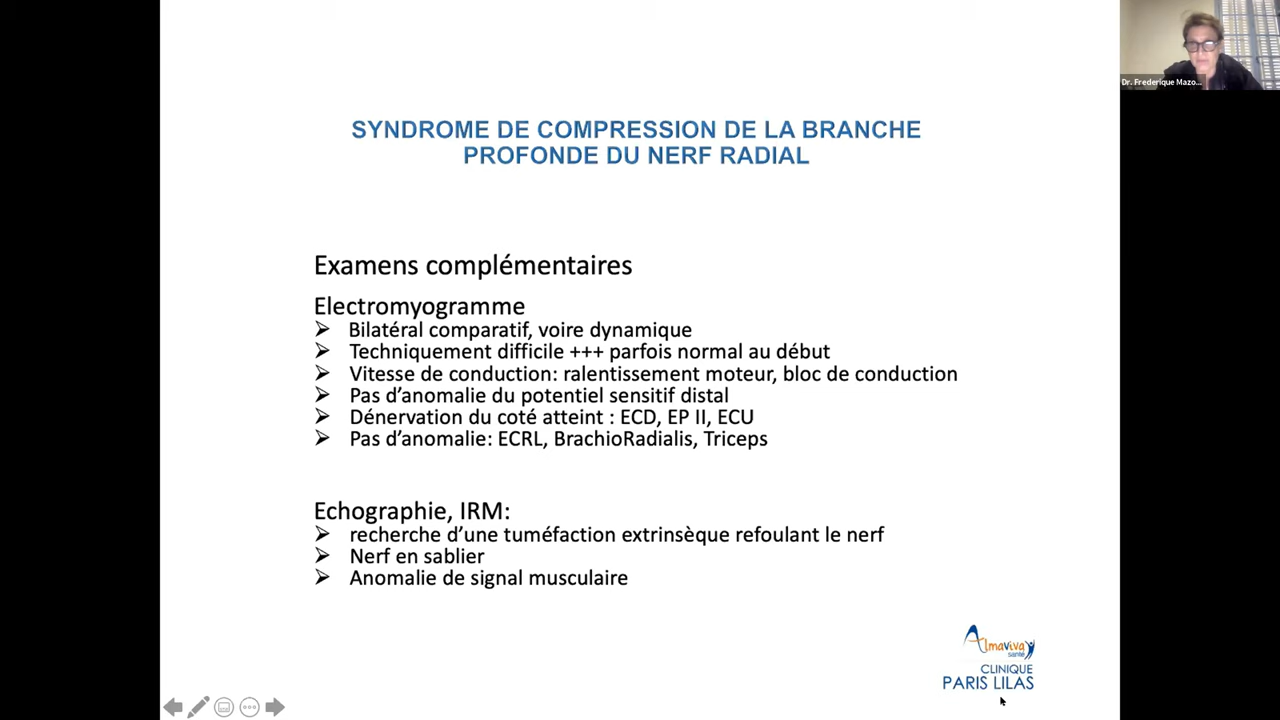 Dr. Frederique Mazo...
SYNDROME DE COMPRESSION DE LA BRANCHE
PROFONDE DU NERF RADIAL
Examens complémentaires
Electromyogramme
➢ Bilatéral comparatif, voire dynamique
➢ Techniquement difficile +++ parfois normal au début
➢ Vitesse de conduction: ralentissement moteur, bloc de conduction
➢ Pas d’anomalie du potentiel sensitif distal
➢ Dénervation du coté atteint : ECD, EP II, ECU
➢ Pas d’anomalie: ECRL, BrachioRadialis, Triceps
Echographie, IRM:
➢ recherche d’une tuméfaction extrinsèque refoulant le nerf
➢ Nerf en sablier
➢ Anomalie de signal musculaire
Almaviva
santé
CLINIQUE
PARIS LILAS